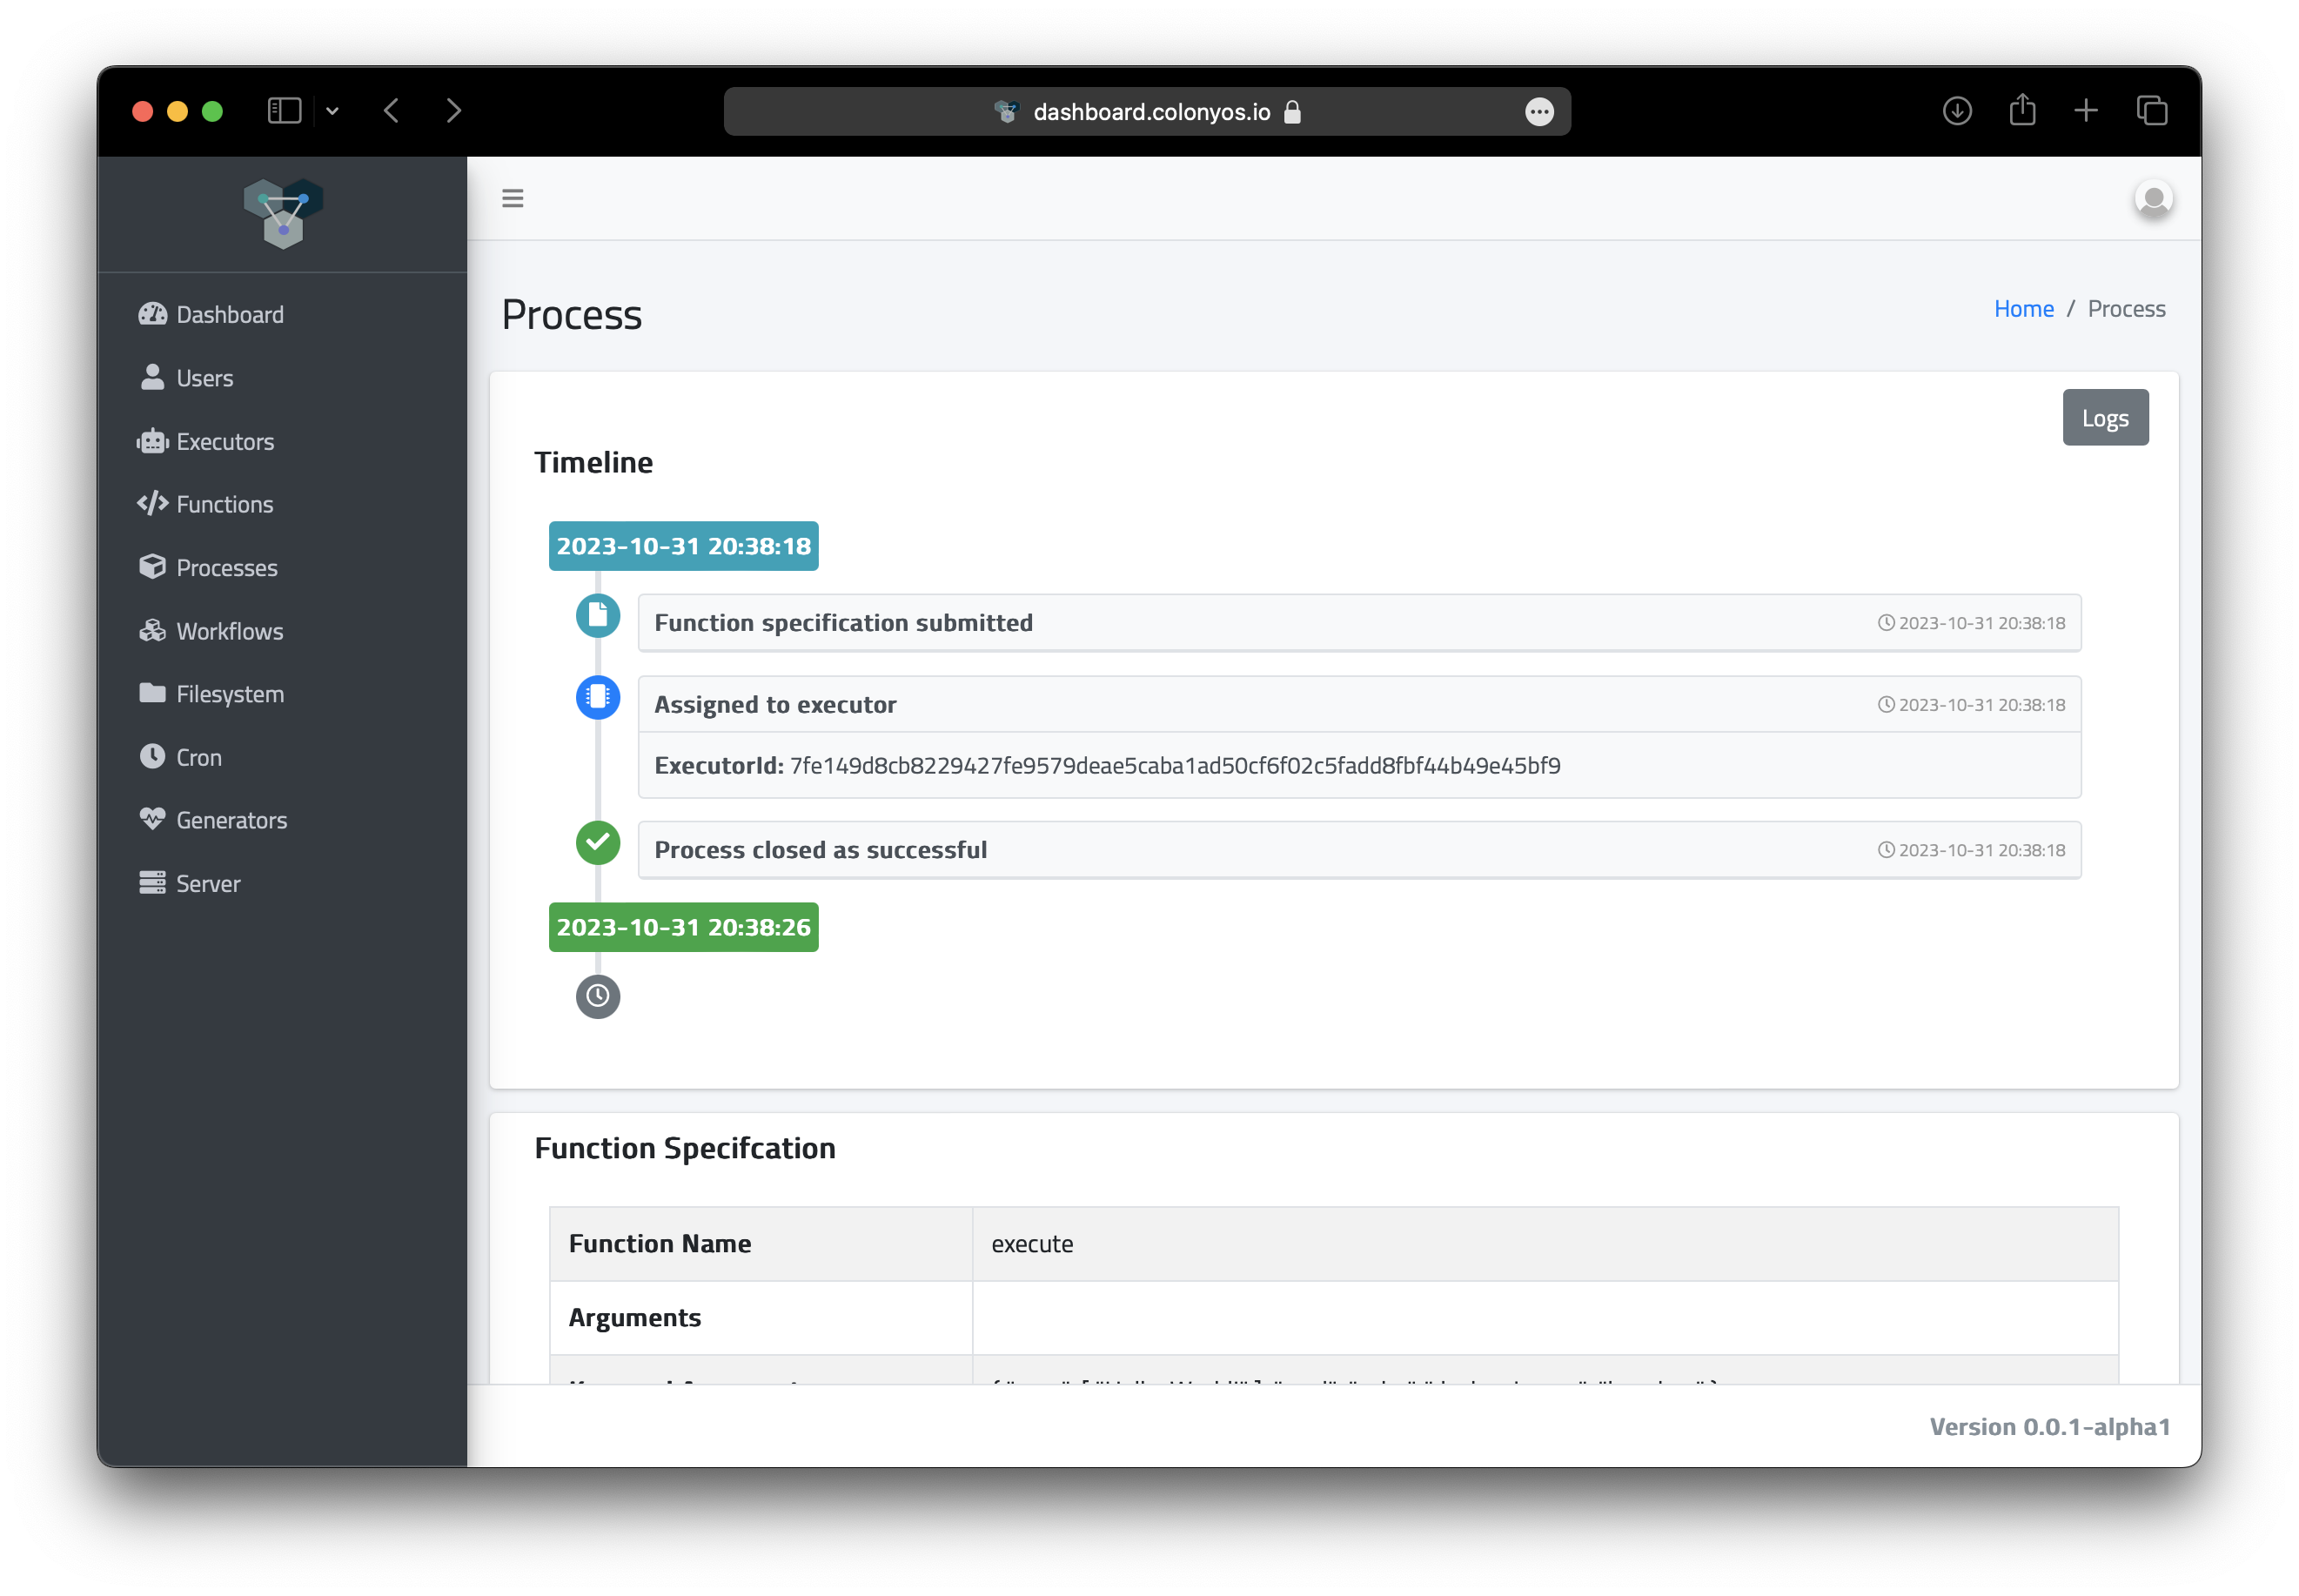 dashboard.colonyos.io
Dashboard
Users
Executors
Functions
Processes
Workflows
Filesystem
Cron
Generators
Server
Process
Home / Process
Logs
Timeline
2023-10-31 20:38:18
Function specification submitted 2023-10-31 20:38:18
Assigned to executor 2023-10-31 20:38:18
ExecutorId: 7fe149d8cb8229427fe9579deae5caba1ad50cf6f02c5fadd8fbf44b49e45bf9
Process closed as successful 2023-10-31 20:38:18
2023-10-31 20:38:26
Function Specifcation
Function Name execute
Arguments
Version 0.0.1-alpha1